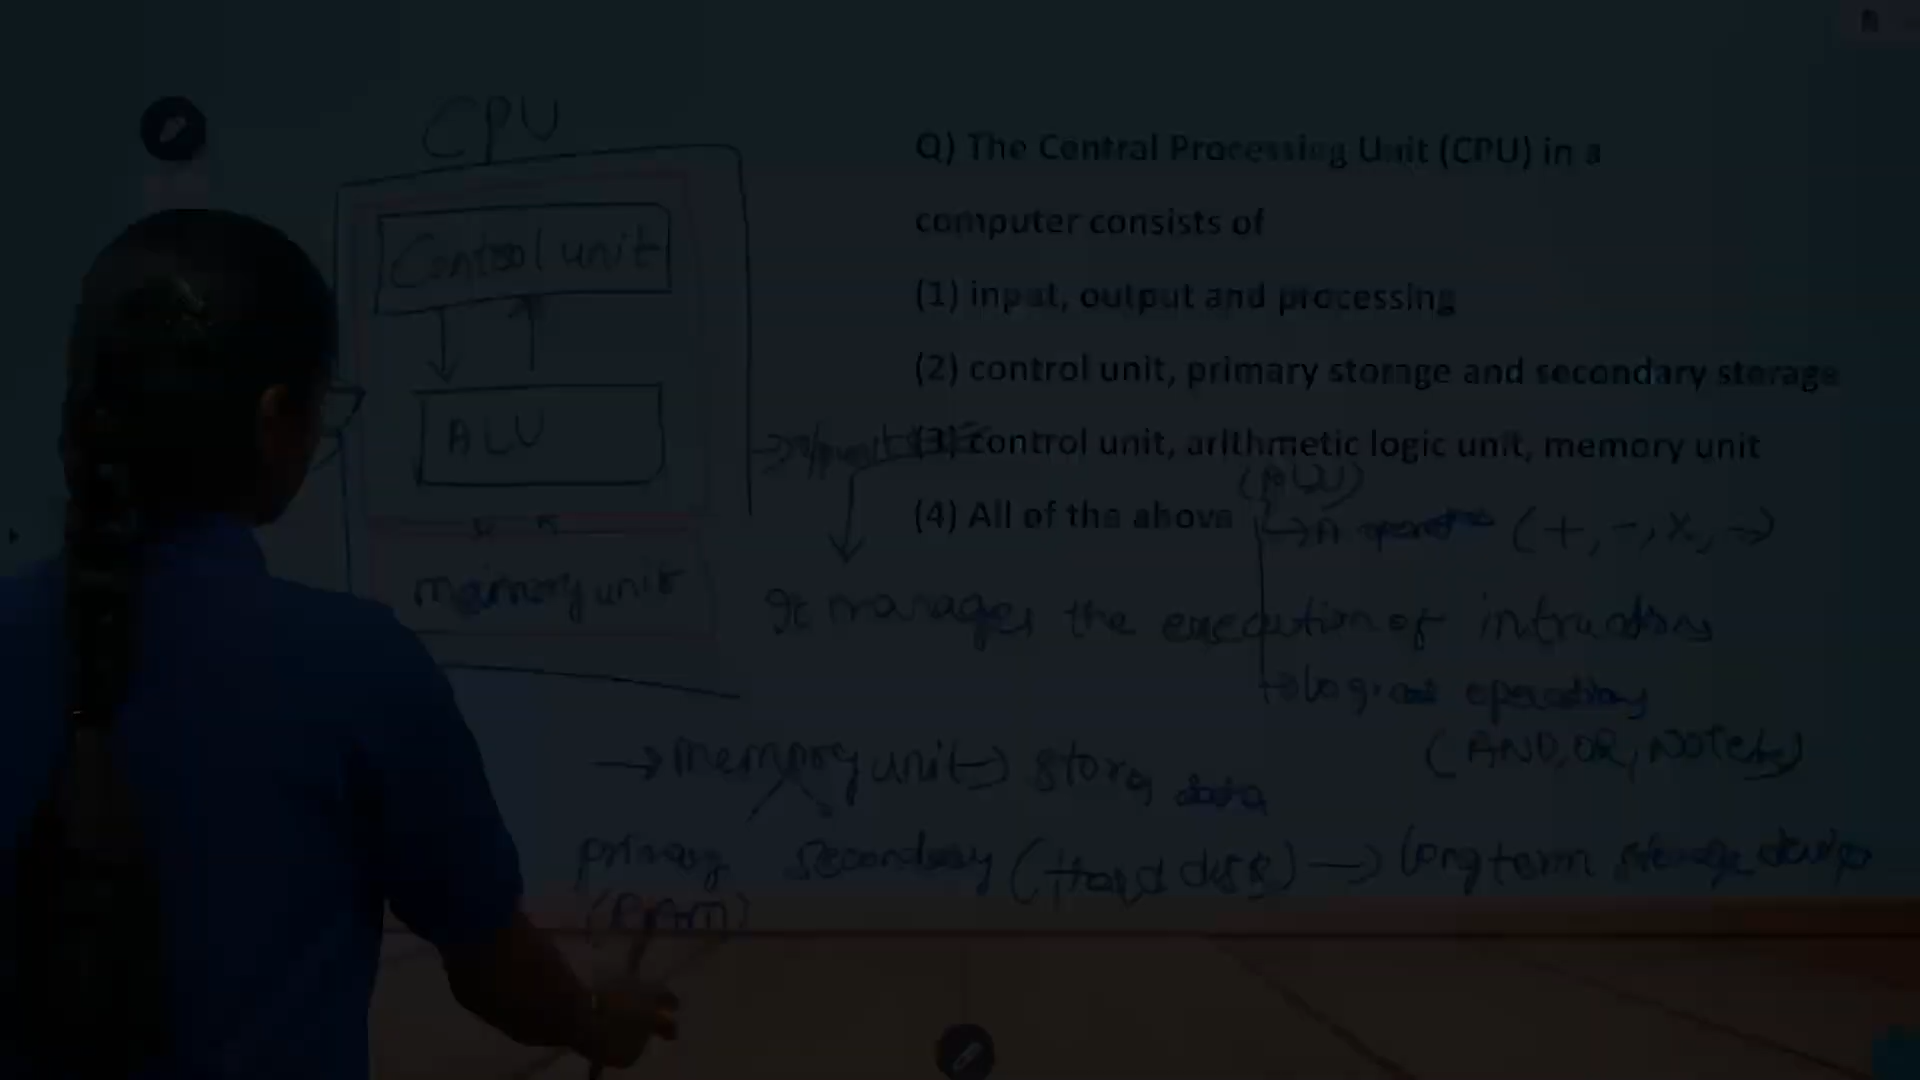 CPU
Control unit
ALU
memory unit
Q) The Central Processing Unit (CPU) in a
computer consists of
(1) input, output and processing
(2) control unit, primary storage and secondary storage
(3) control unit, arithmetic logic unit, memory unit
(ALU)
(4) All of the above
→ A (+, -, x, ÷)
It manages the execution of
→ logical operations
(AND, OR, NOT etc)
→ memory unit) store data
primary secondary (Hard disk) → long term storage
(RAM)